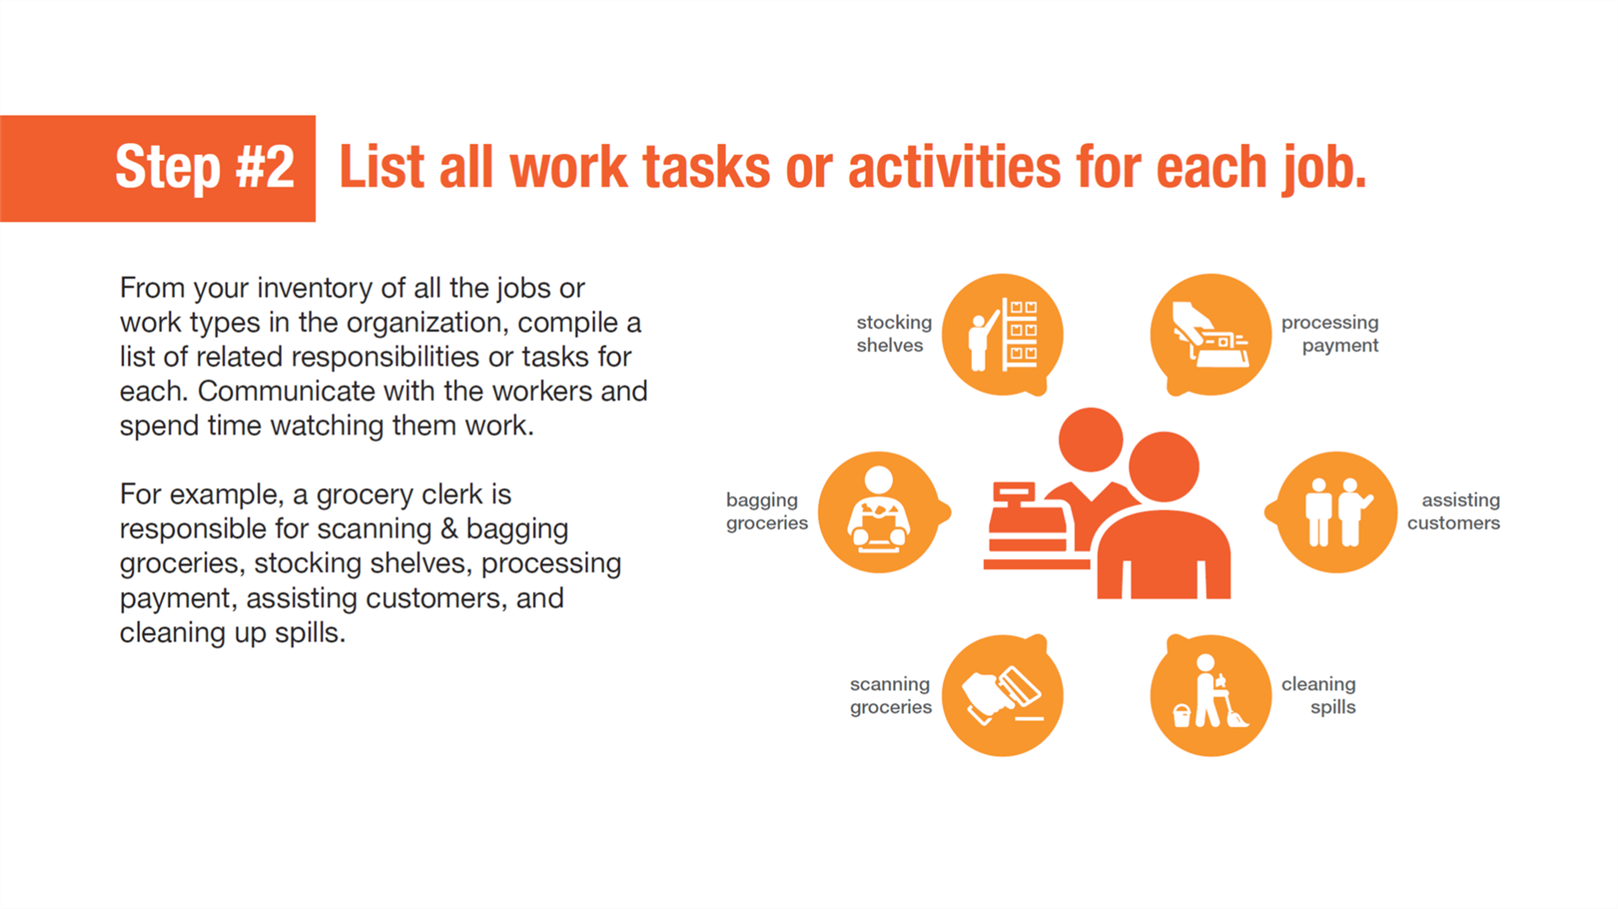 Step #2 List all work tasks or activities for each job.
From your inventory of all the jobs or
work types in the organization, compile a
list of related responsibilities or tasks for
each. Communicate with the workers and
spend time watching them work.
For example, a grocery clerk is
responsible for scanning & bagging
groceries, stocking shelves, processing
payment, assisting customers, and
cleaning up spills.
stocking
shelves
processing
payment
bagging
groceries
assisting
customers
scanning
groceries
cleaning
spills